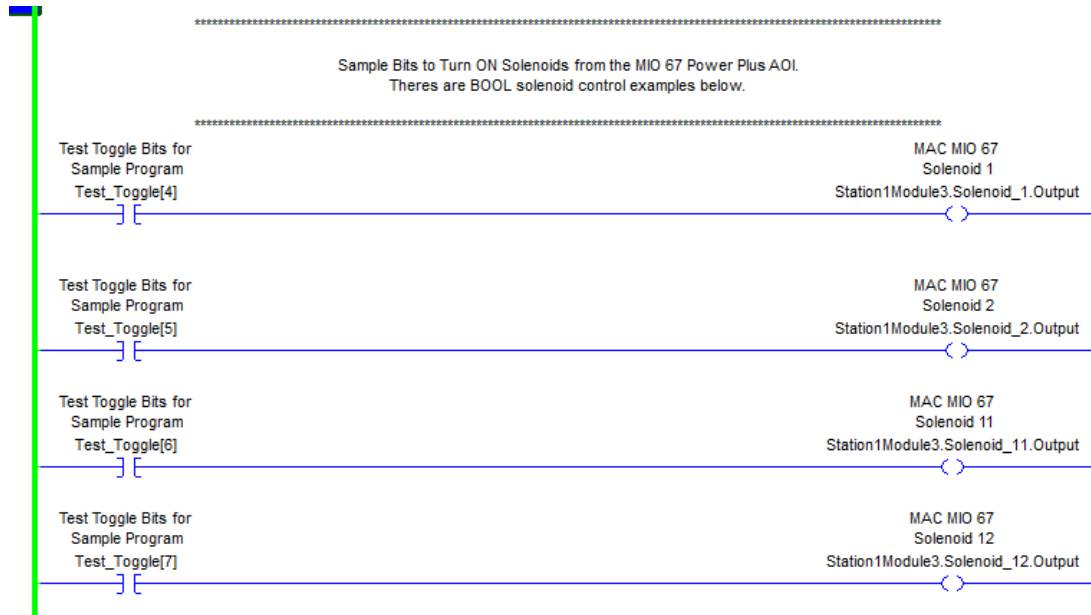 ********************************************************************************************************************************
Sample Bits to Turn ON Solenoids from the MIO 67 Power Plus AOI.
Theres are BOOL solenoid control examples below.
********************************************************************************************************************************
Test Toggle Bits for
Sample Program
Test_Toggle[4]
MAC MIO 67
Solenoid 1
Station1Module3.Solenoid_1.Output
Test Toggle Bits for
Sample Program
Test_Toggle[5]
MAC MIO 67
Solenoid 2
Station1Module3.Solenoid_2.Output
Test Toggle Bits for
Sample Program
Test_Toggle[6]
MAC MIO 67
Solenoid 11
Station1Module3.Solenoid_11.Output
Test Toggle Bits for
Sample Program
Test_Toggle[7]
MAC MIO 67
Solenoid 12
Station1Module3.Solenoid_12.Output